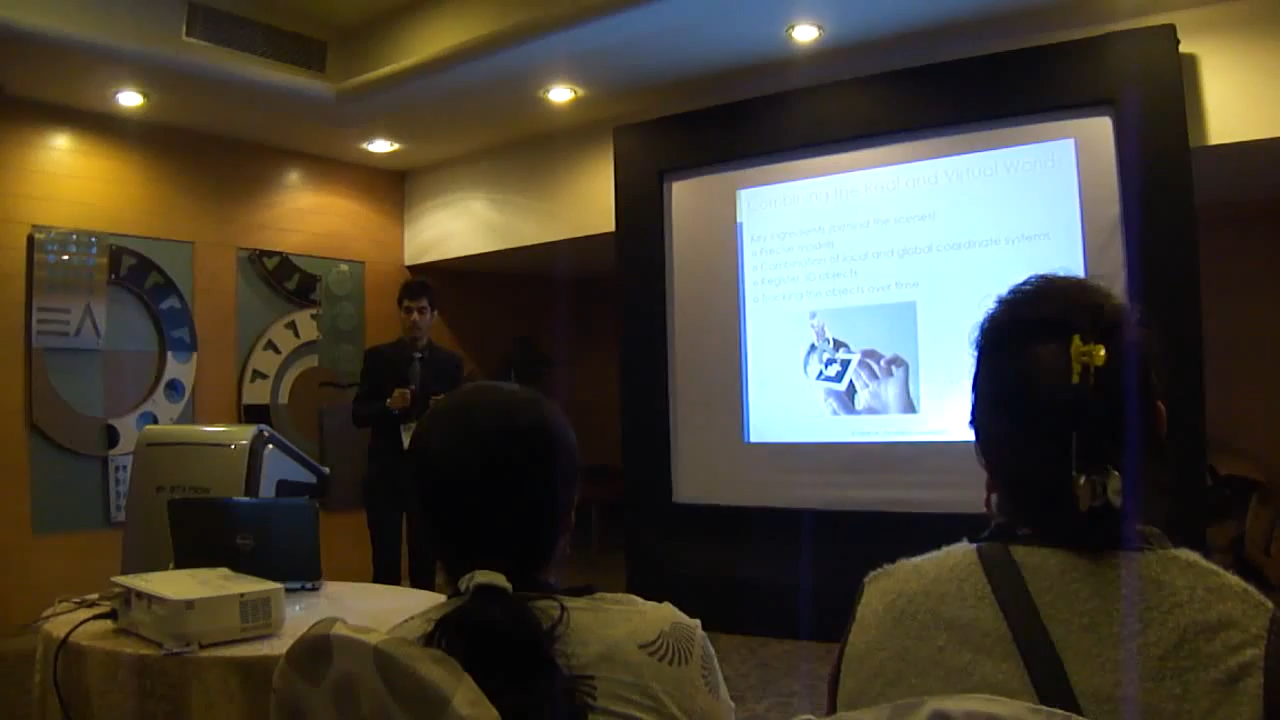 Combining the Real and Virtual Worlds
Key ingredients (behind the scenes)
Precise models
Combination of local and global coordinate systems
Register 3D objects
Tracking the objects over time